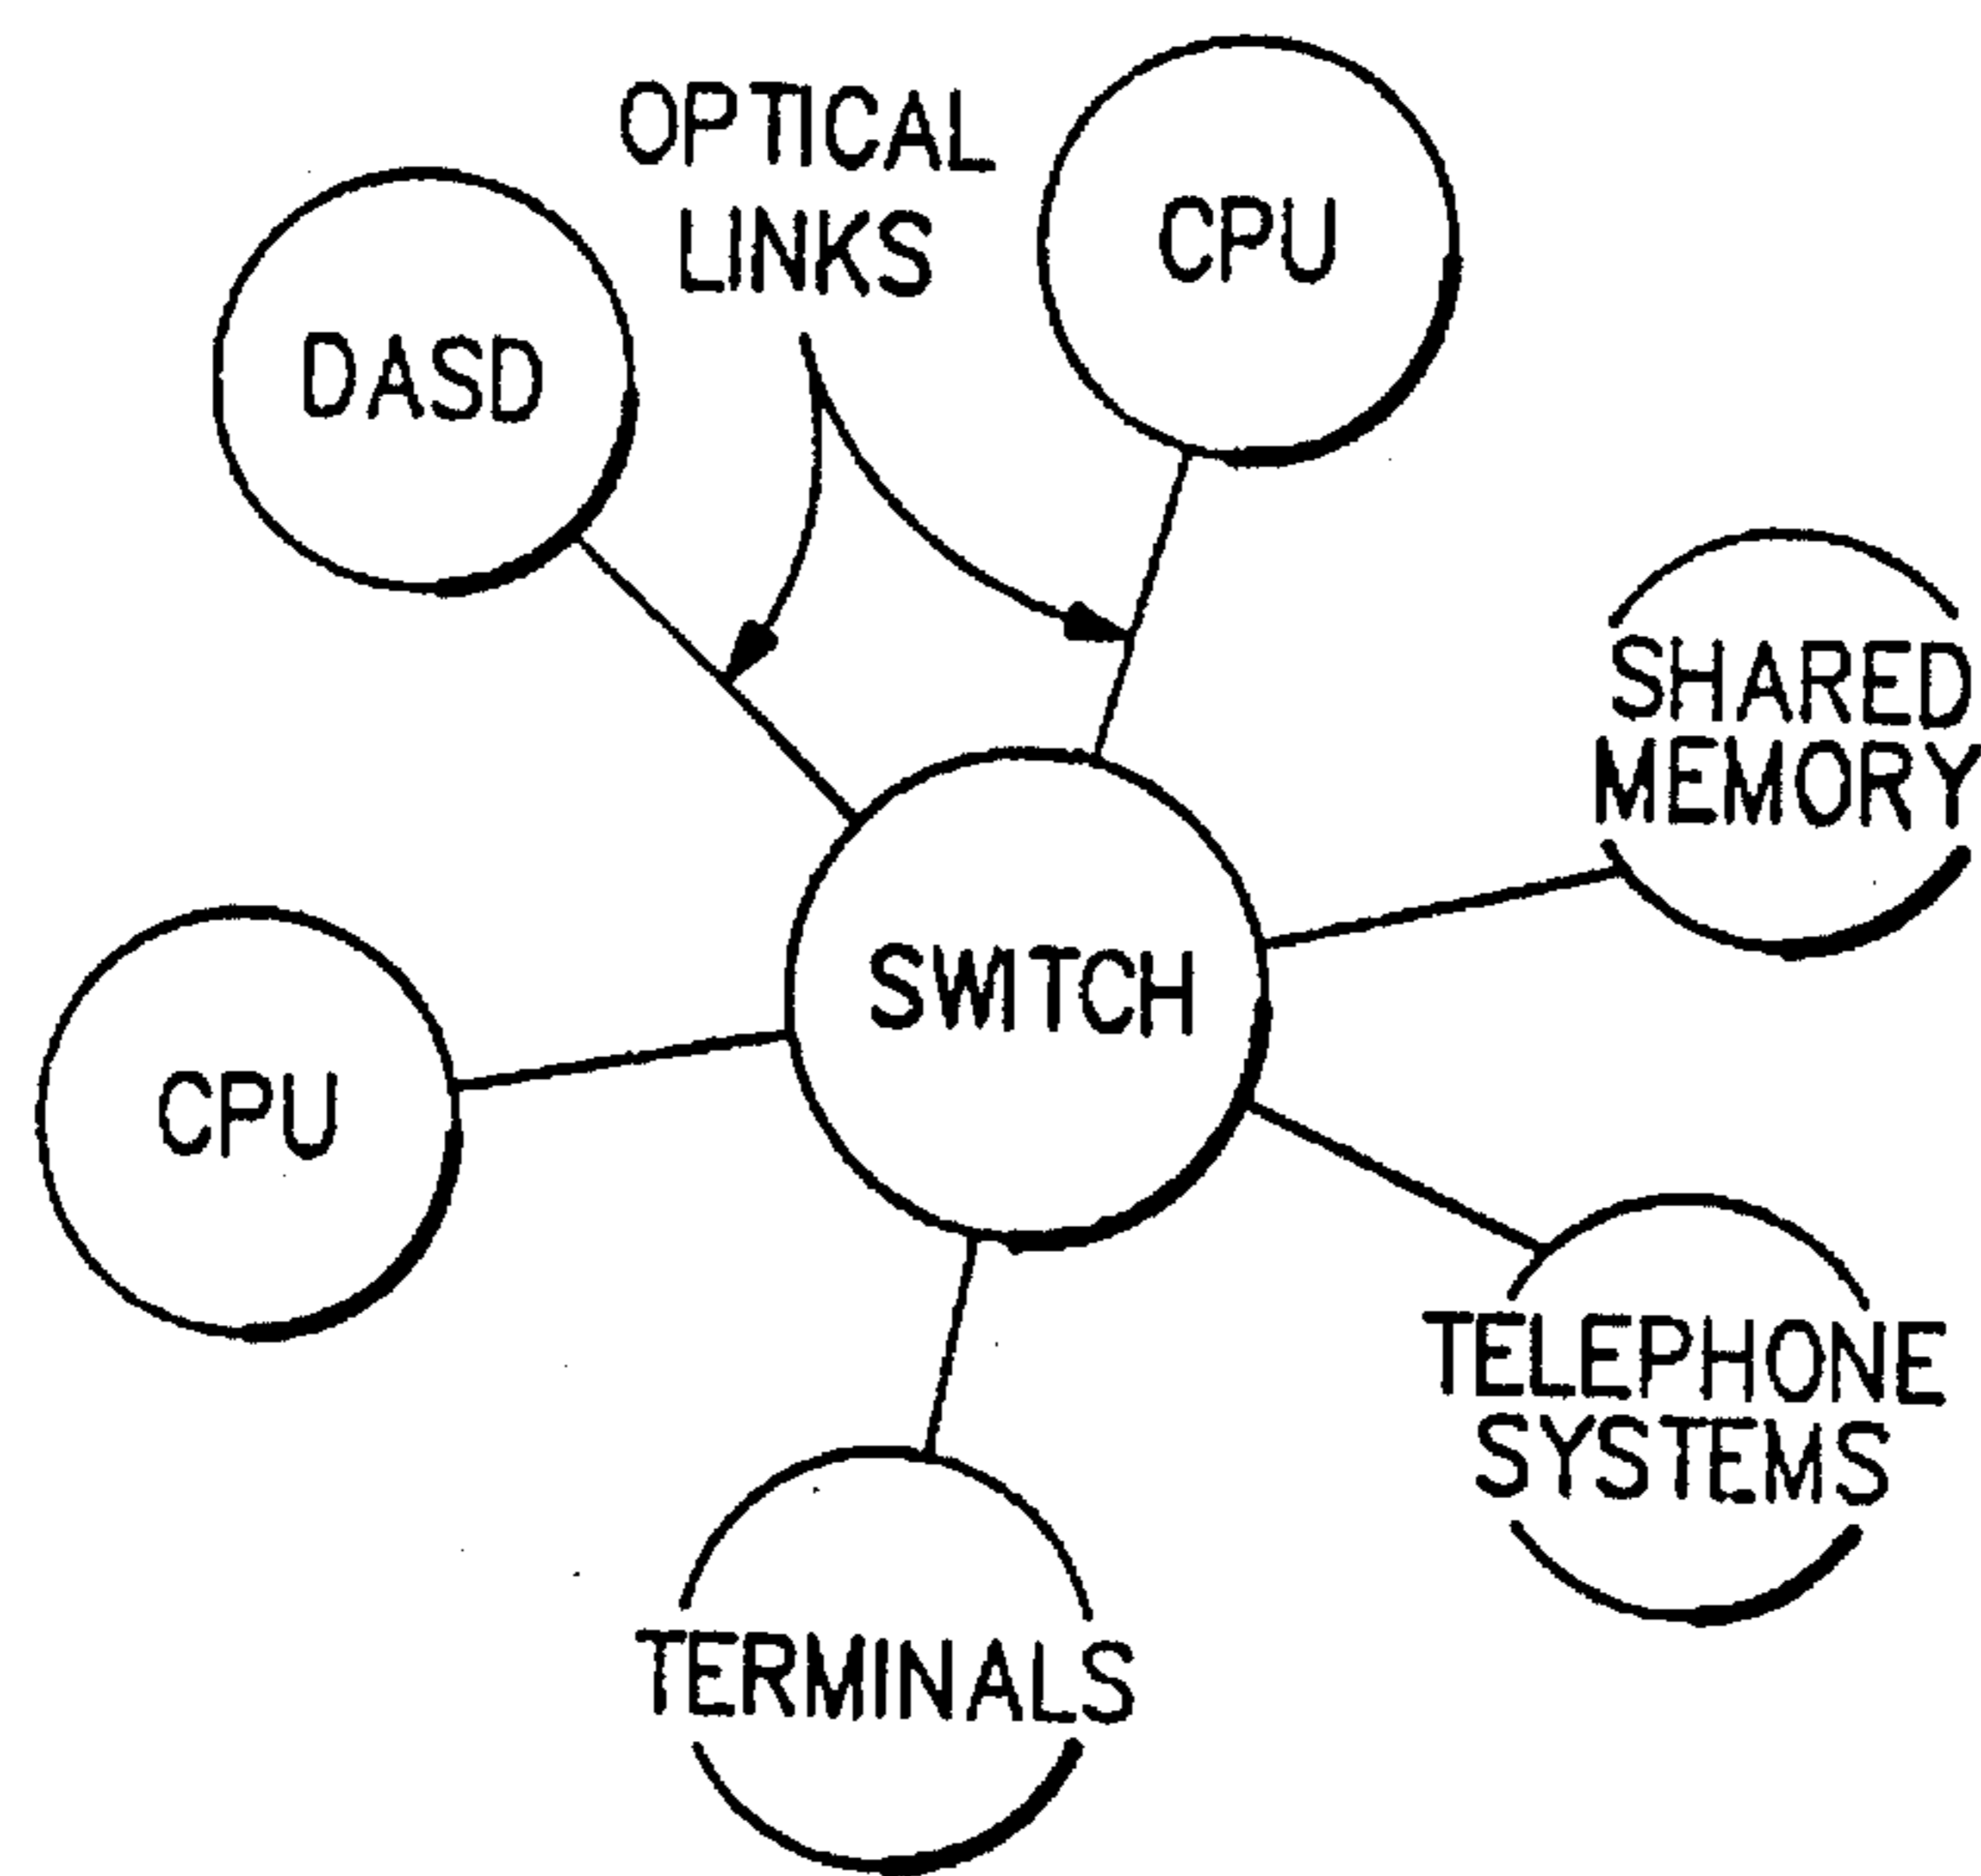 OPTICAL
LINKS
CPU
DASD
SHARED
MEMORY
SWITCH
CPU
TELEPHONE
SYSTEMS
TERMINALS